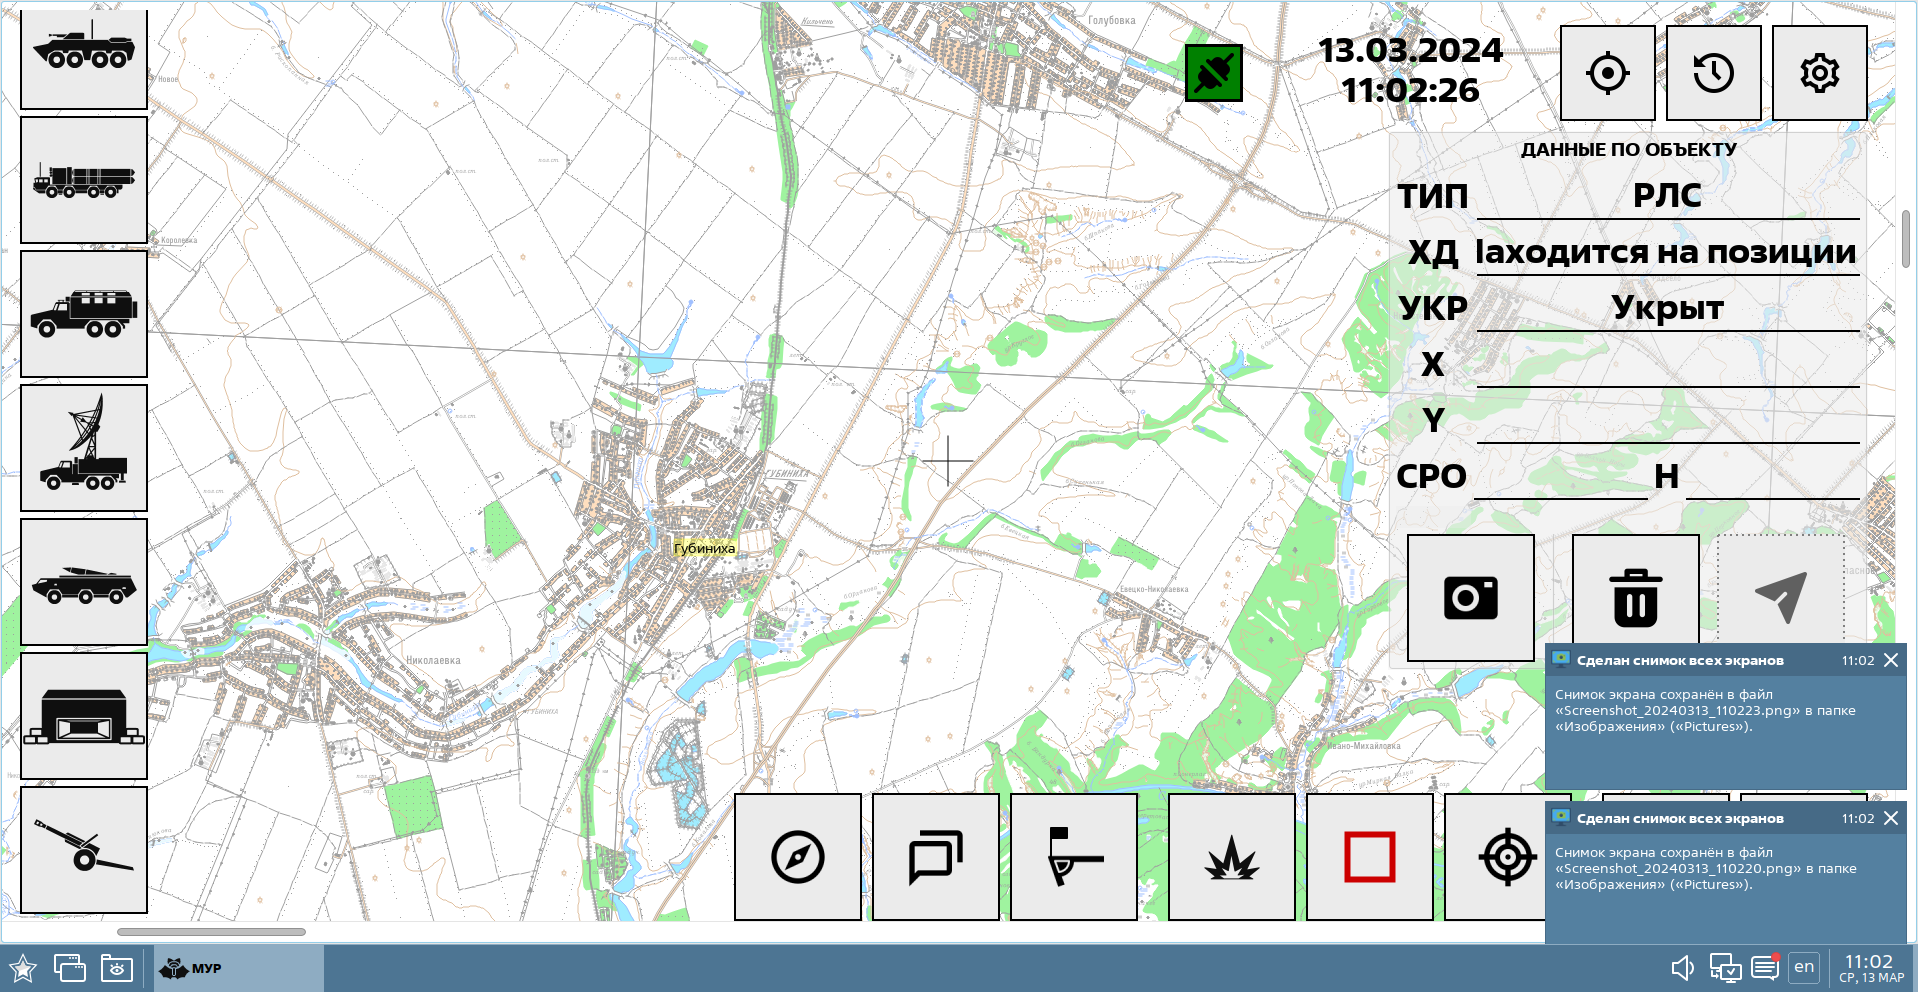 Нильчень
Голубовка
13.03.2024
11:02:26
Новое
ДАННЫЕ ПО ОБЪЕКТУ
ТИП
РЛС
ХД
аходится на позиции
УКР
Укрыт
X
Y
СРО
H
Королевка
ГУБИНИХА
Губиниха
Евецко-Николаевка
Николаевка
ГУБИНИХА
Ивано-Михайловка
Сделан снимок всех экранов
11:02
Снимок экрана сохранён в файл
«Screenshot_20240313_110223.png» в папке
«Изображения» («Pictures»).
Сделан снимок всех экранов
11:02
Снимок экрана сохранён в файл
«Screenshot_20240313_110220.png» в папке
«Изображения» («Pictures»).
МУР
en
11:02
СР, 13 МАР